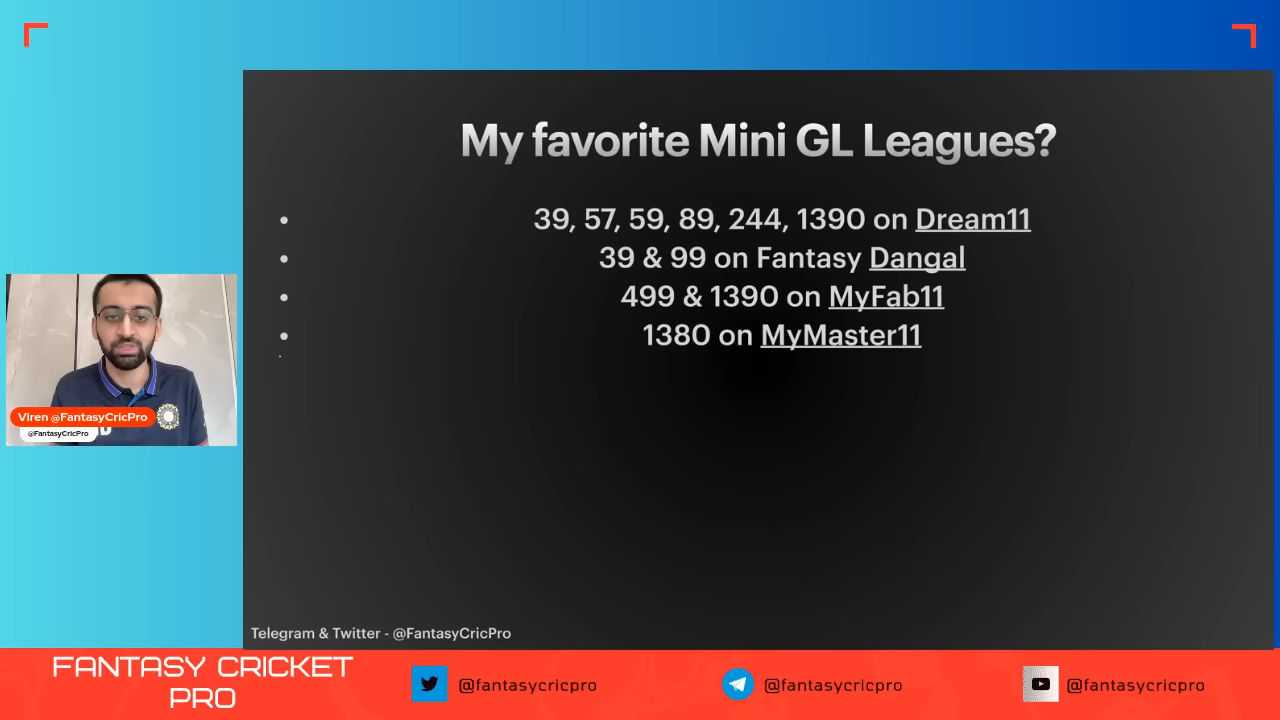 My favorite Mini GL Leagues?
• 39, 57, 59, 89, 244, 1390 on Dream11
• 39 & 99 on Fantasy Dangal
• 499 & 1390 on MyFab11
• 1380 on MyMaster11
Viren @FantasyCricPro
@FantasyCricPro
Telegram & Twitter - @FantasyCricPro
FANTASY CRICKET
PRO
@fantasycricpro
@fantasycricpro
@fantasycricpro